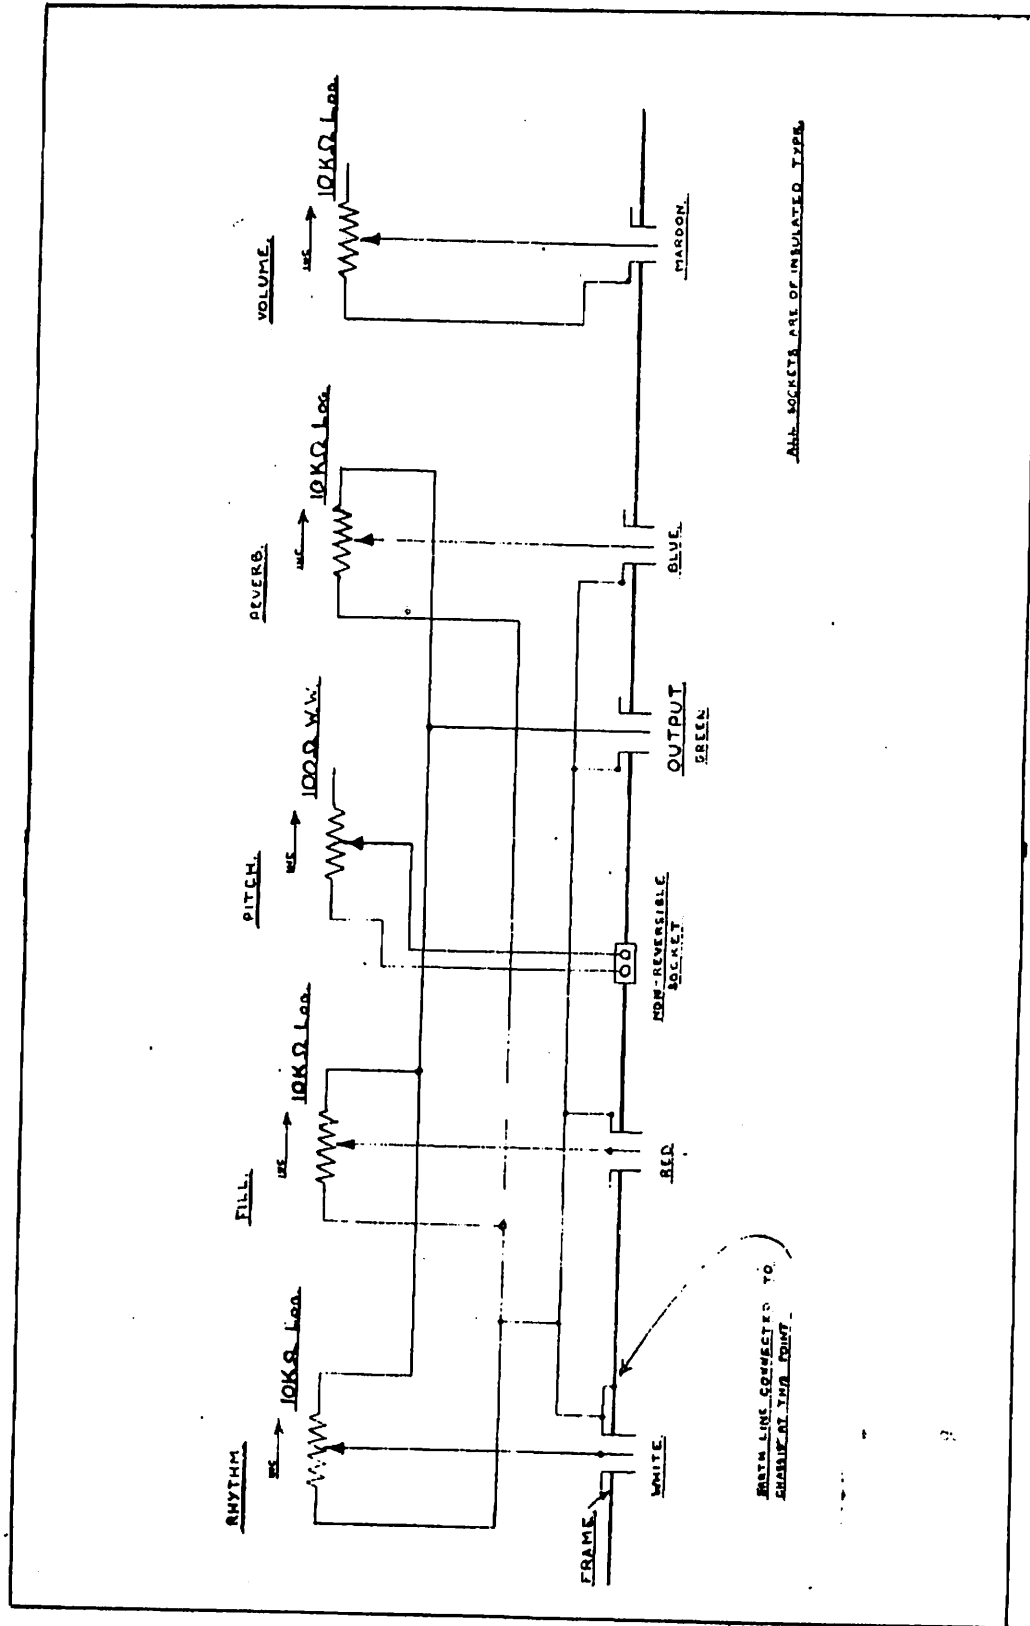 RHYTHM
INC
10KΩ LOG.
FILL.
INC
10KΩ LOG.
PITCH.
INC
100Ω W.W.
REVERB.
INC
10KΩ LOG.
VOLUME.
INC
10KΩ LOG.
FRAME
WHITE
RED
NON-REVERSIBLE
SOCKET
OUTPUT
GREEN
BLUE.
MAROON.
EARTH LINE CONNECTED TO
CHASSIS AT THIS POINT.
ALL SOCKETS ARE OF INSULATED TYPE.